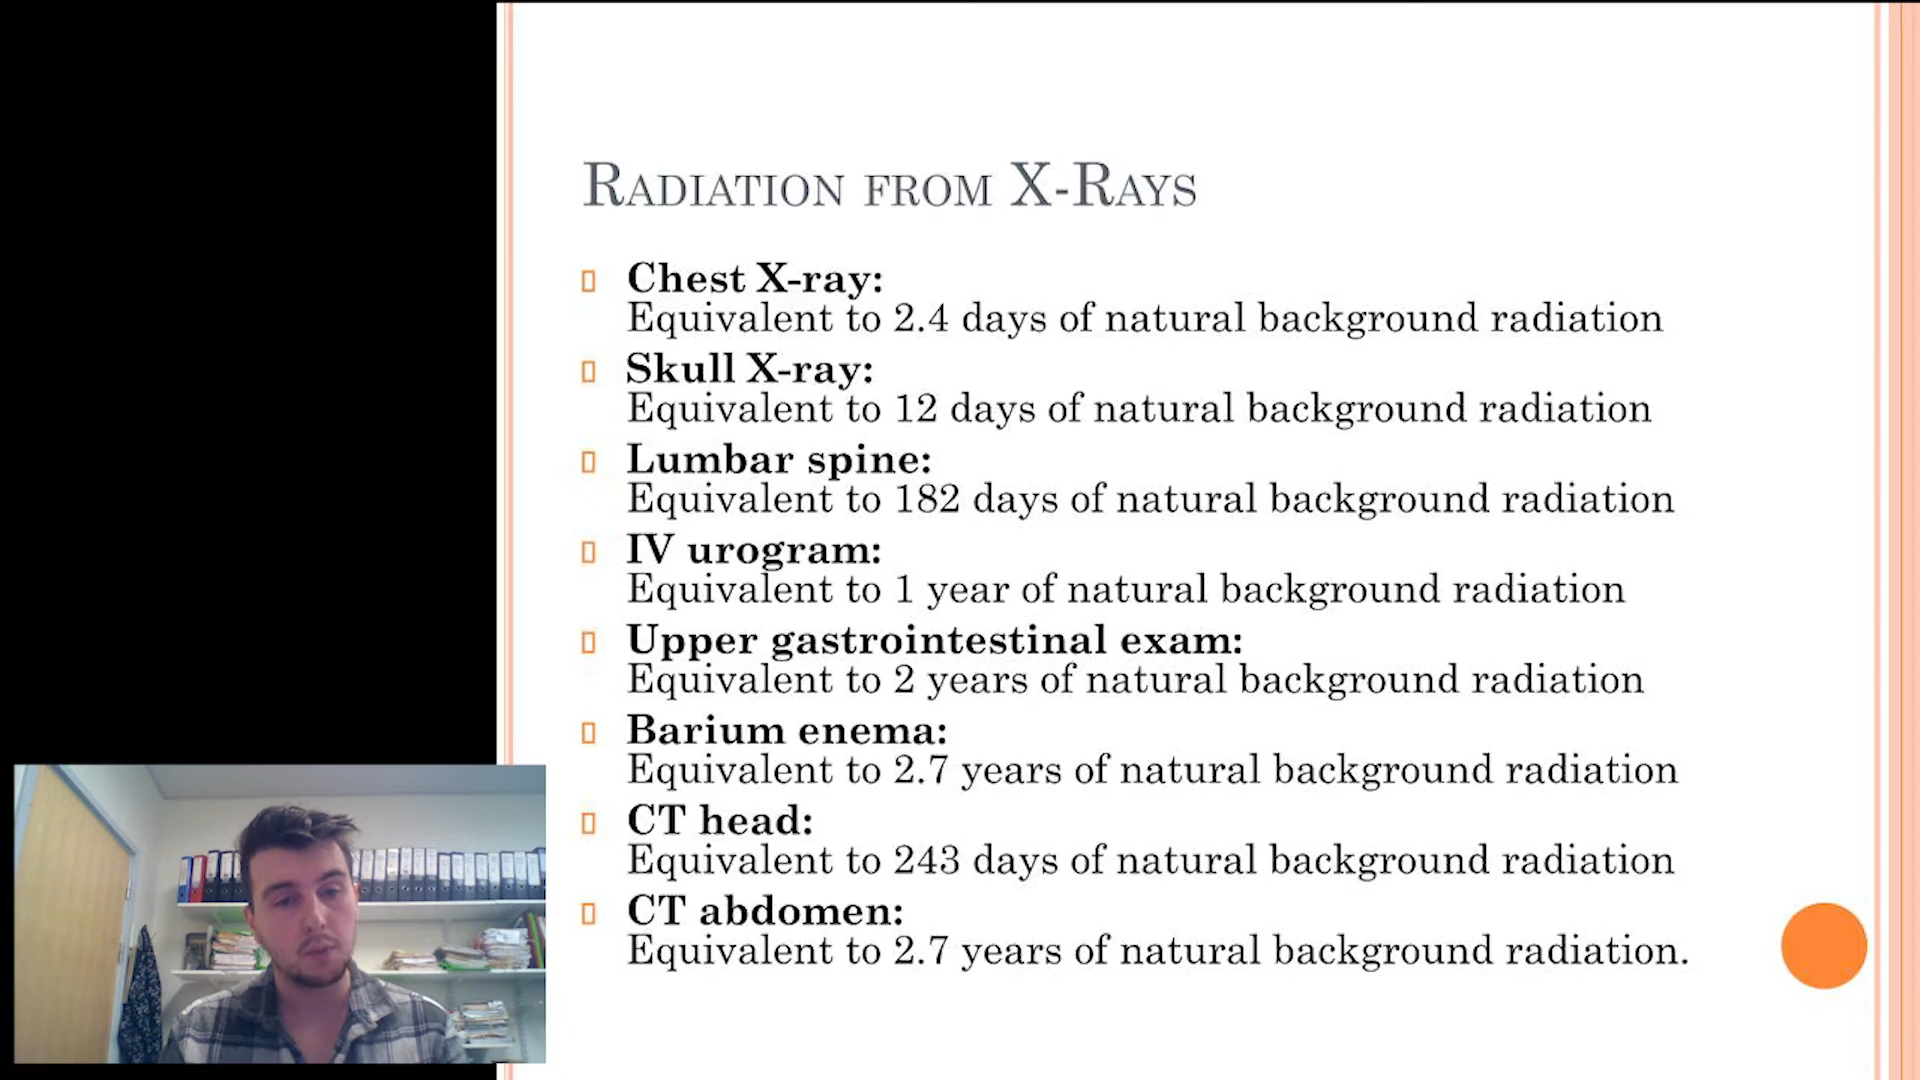 Radiation from X-Rays
Chest X-ray:
Equivalent to 2.4 days of natural background radiation
Skull X-ray:
Equivalent to 12 days of natural background radiation
Lumbar spine:
Equivalent to 182 days of natural background radiation
IV urogram:
Equivalent to 1 year of natural background radiation
Upper gastrointestinal exam:
Equivalent to 2 years of natural background radiation
Barium enema:
Equivalent to 2.7 years of natural background radiation
CT head:
Equivalent to 243 days of natural background radiation
CT abdomen:
Equivalent to 2.7 years of natural background radiation.